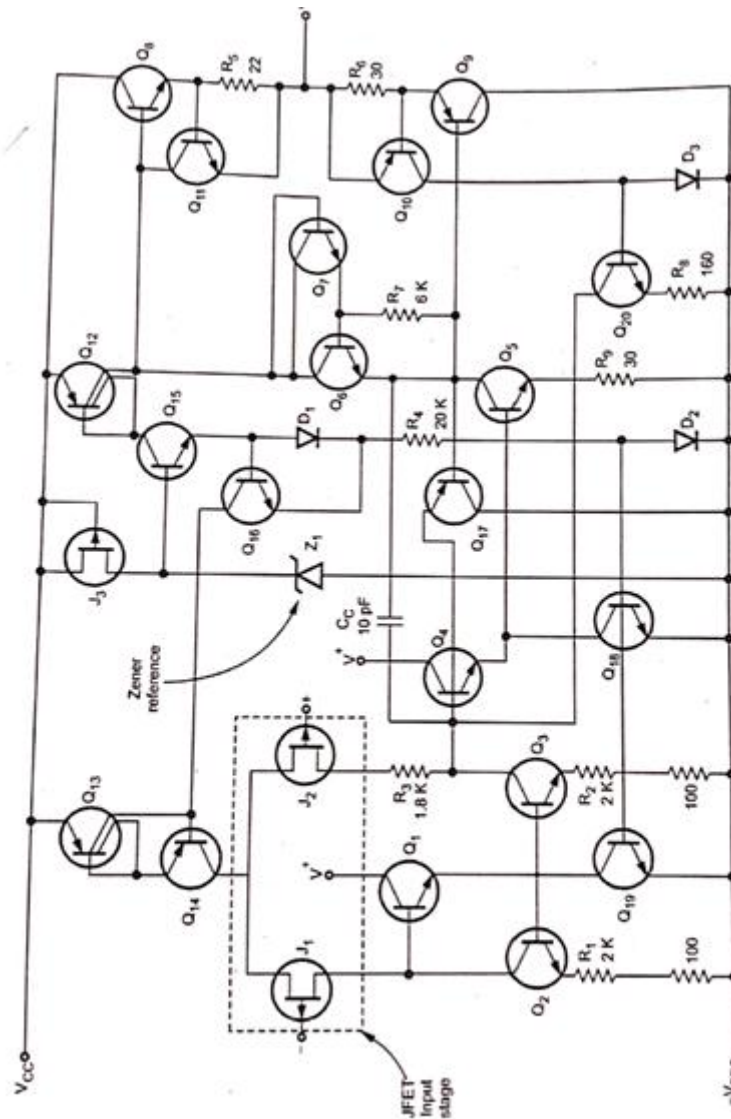 VCC
Q13
Q14
J3
Q12
Q15
Q16
D1
Q7
Q6
Q8
Q11
R5
22
Zener
reference
Z1
JFET
Input
stage
J1
J2
+
-
R3
1.8 K
CC
10 pF
V+
Q1
V+
Q4
Q17
R4
20 K
R7
6 K
R6
30
Q10
Q9
Q2
Q3
Q5
R1
2 K
R2
2 K
100
100
Q19
Q18
D2
R9
30
Q20
R8
160
D3